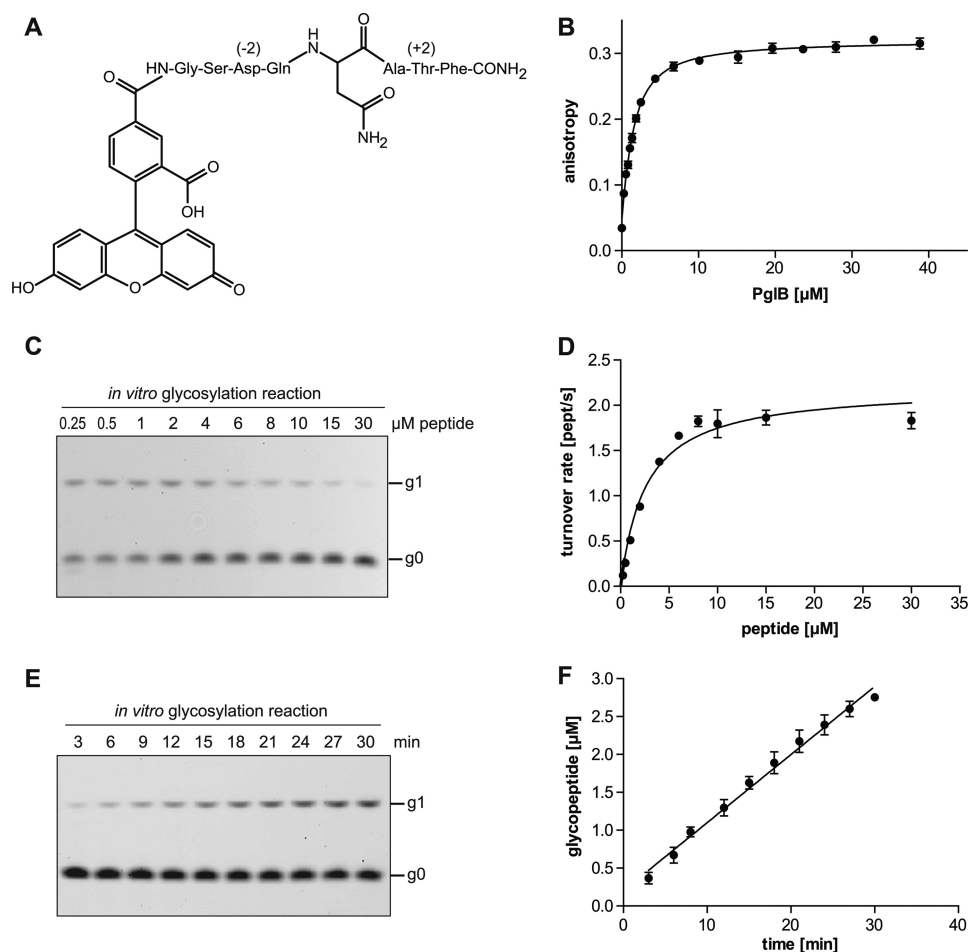 A
(-2)
(+2)
H
N
O
HN-Gly-Ser-Asp-Gln
Ala-Thr-Phe-CONH2
O
O
NH2
O
OH
HO
O
O
B
anisotropy
0.3
0.2
0.1
0.0
0 10 20 30 40
PglB [µM]
C
in vitro glycosylation reaction
0.25 0.5 1 2 4 6 8 10 15 30 µM peptide
g1
g0
D
turnover rate [pept/s]
2.5
2.0
1.5
1.0
0.5
0.0
0 5 10 15 20 25 30 35
peptide [µM]
E
in vitro glycosylation reaction
3 6 9 12 15 18 21 24 27 30 min
g1
g0
F
glycopeptide [µM]
3.0
2.5
2.0
1.5
1.0
0.5
0.0
0 10 20 30 40
time [min]